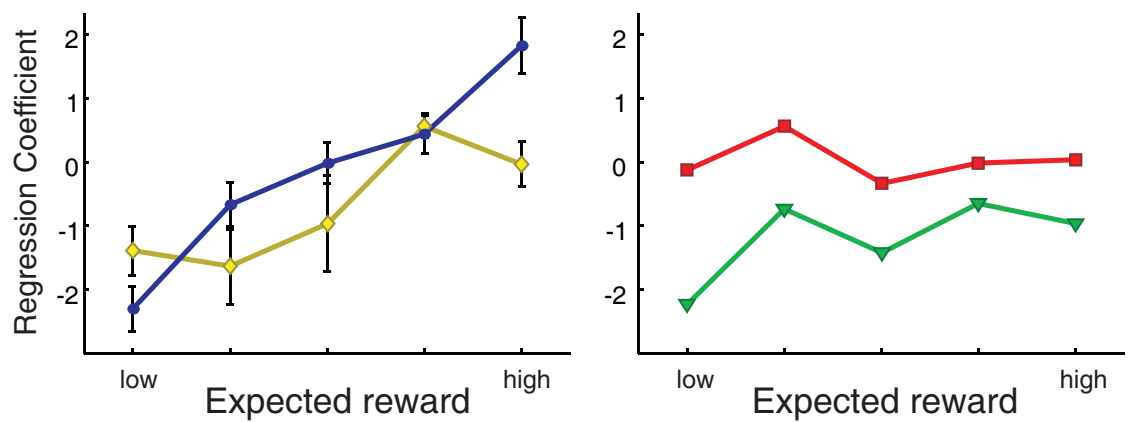 Regression Coefficient
2
1
0
-1
-2
low
high
Expected reward
2
1
0
-1
-2
low
high
Expected reward